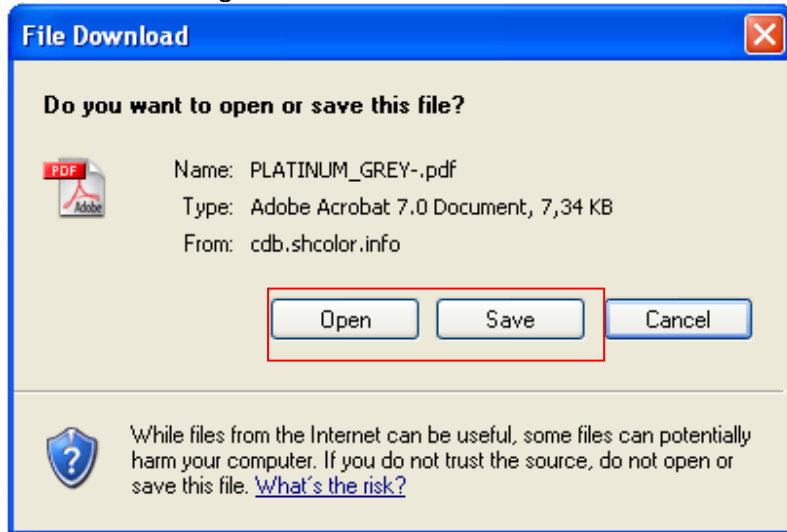 File Download
Do you want to open or save this file?
PDF
Adobe
Name: PLATINUM_GREY-.pdf
Type: Adobe Acrobat 7.0 Document, 7,34 KB
From: cdb.shcolor.info
Open Save Cancel
While files from the Internet can be useful, some files can potentially
harm your computer. If you do not trust the source, do not open or
save this file. What´s the risk?